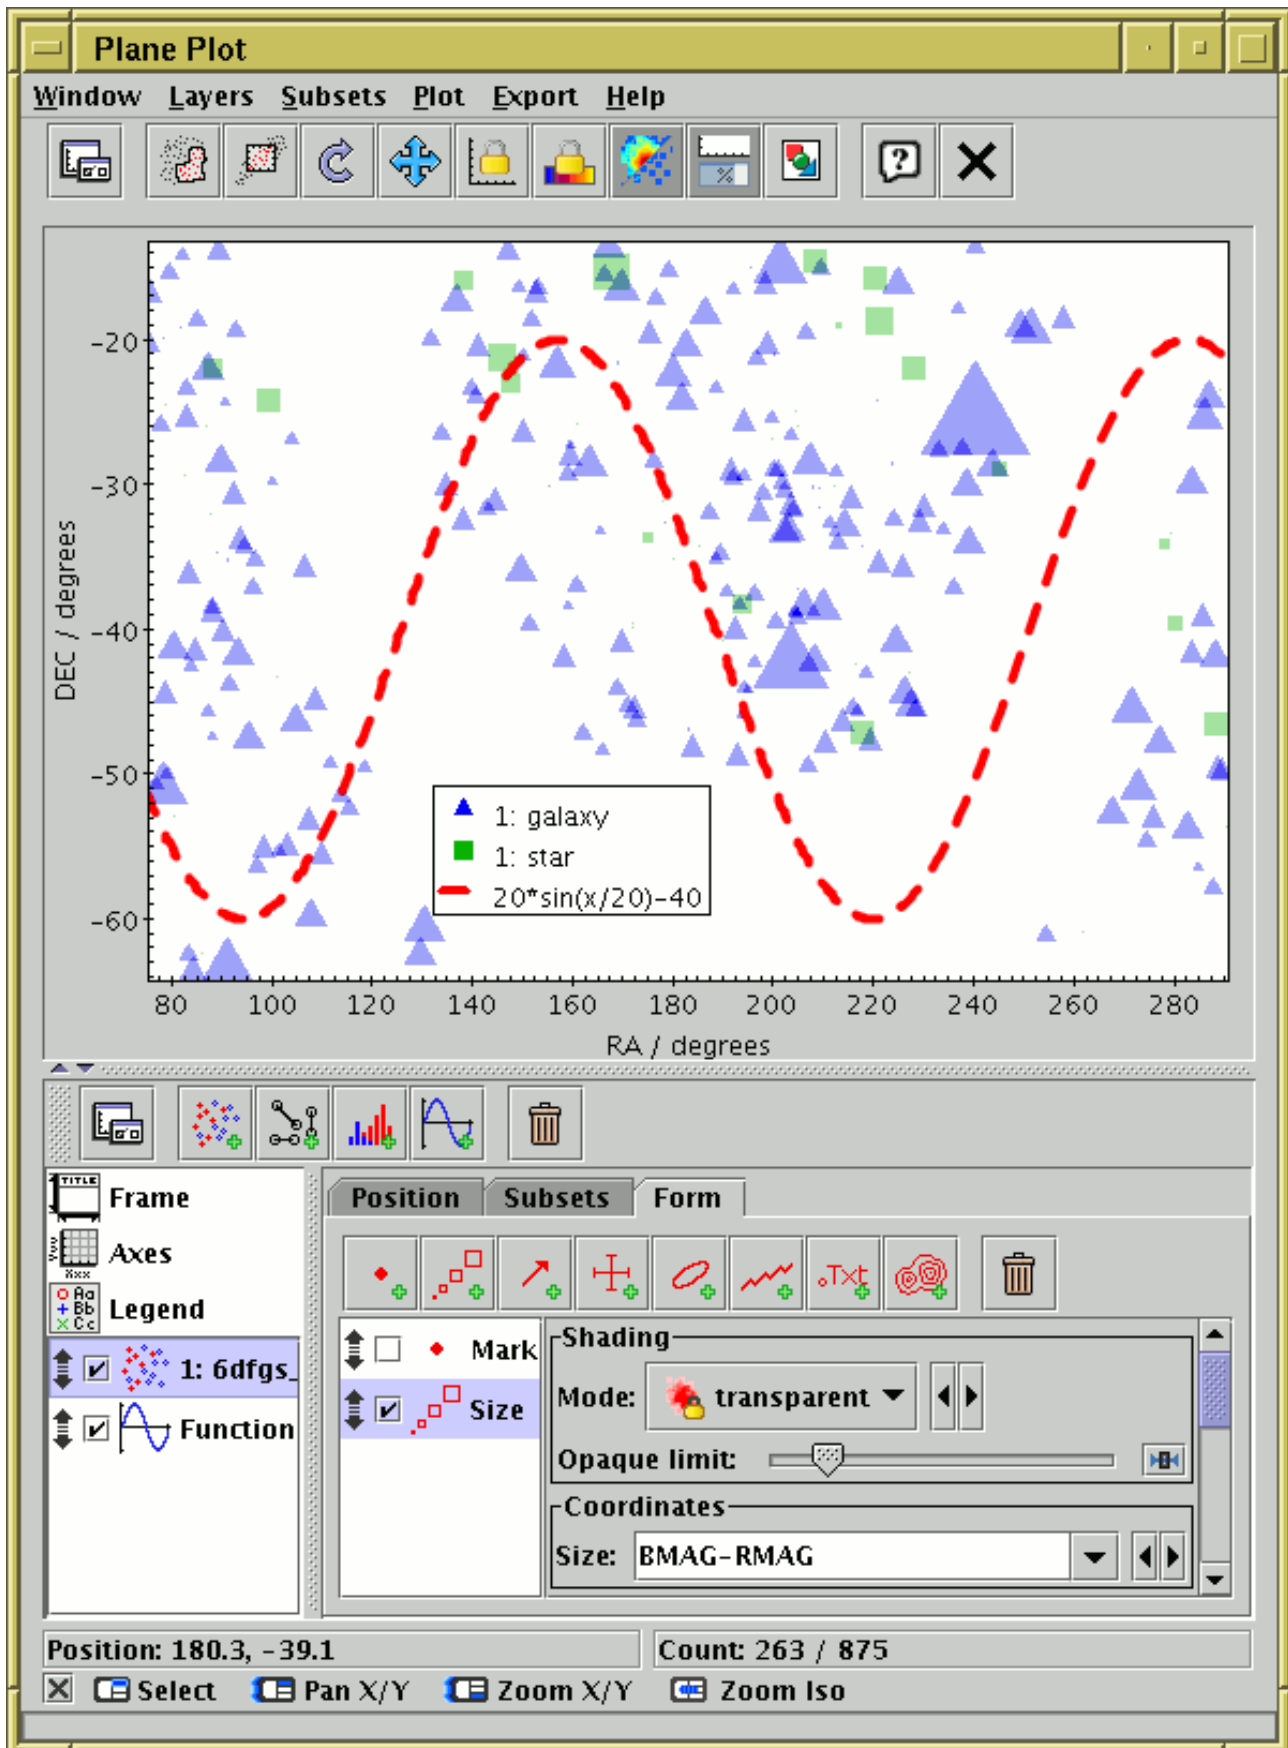 Plane Plot
Window Layers Subsets Plot Export Help
-20
-30
-40
-50
-60
DEC / degrees
1: galaxy
1: star
20*sin(x/20)-40
80 100 120 140 160 180 200 220 240 260 280
RA / degrees
Frame
Axes
Legend
1: 6dfgs_
Function
Position Subsets Form
Mark
Size
Shading
Mode: transparent
Opaque limit:
Coordinates
Size: BMAG-RMAG
Position: 180.3, -39.1
Count: 263 / 875
Select Pan X/Y Zoom X/Y Zoom Iso